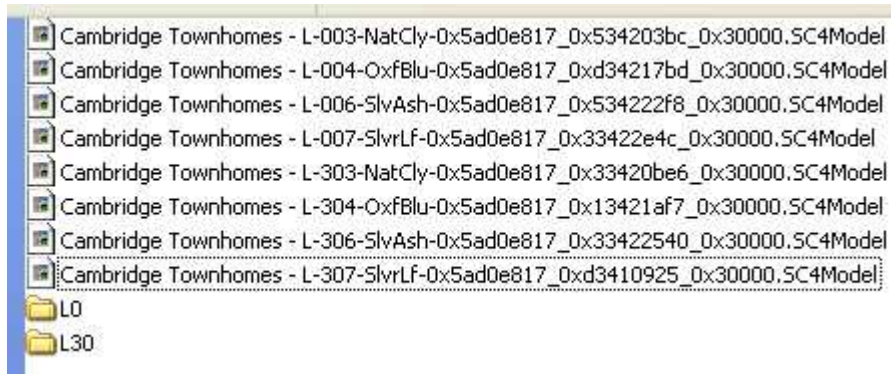 Cambridge Townhomes - L-003-NatCly-0x5ad0e817_0x534203bc_0x30000.SC4Model
Cambridge Townhomes - L-004-OxfBlu-0x5ad0e817_0xd34217bd_0x30000.SC4Model
Cambridge Townhomes - L-006-SlvAsh-0x5ad0e817_0x534222f8_0x30000.SC4Model
Cambridge Townhomes - L-007-SlvrLf-0x5ad0e817_0x33422e4c_0x30000.SC4Model
Cambridge Townhomes - L-303-NatCly-0x5ad0e817_0x33420be6_0x30000.SC4Model
Cambridge Townhomes - L-304-OxfBlu-0x5ad0e817_0x13421af7_0x30000.SC4Model
Cambridge Townhomes - L-306-SlvAsh-0x5ad0e817_0x33422540_0x30000.SC4Model
Cambridge Townhomes - L-307-SlvrLf-0x5ad0e817_0xd3410925_0x30000.SC4Model
L0
L30